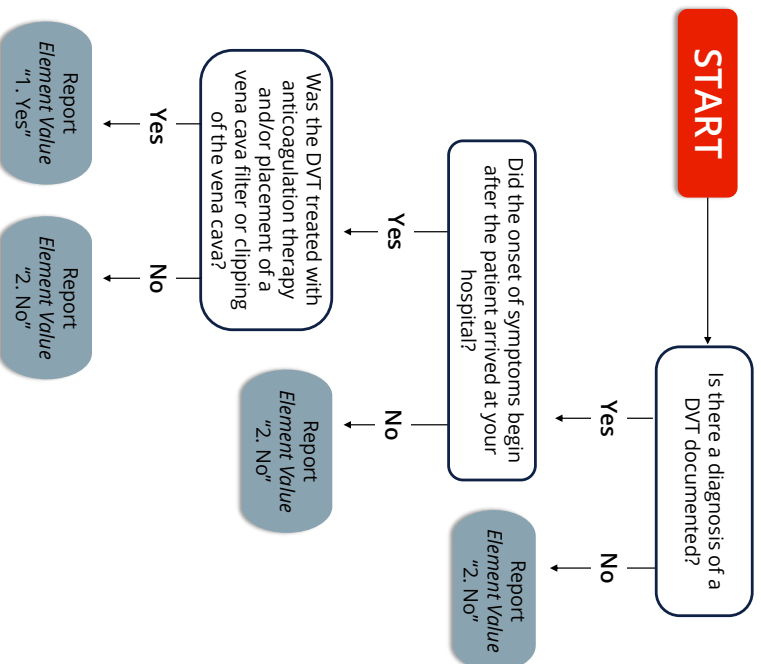 START
Is there a diagnosis of a
DVT documented?
Yes
No
Report
Element Value
“2. No”
Did the onset of symptoms begin
after the patient arrived at your
hospital?
Yes
No
Report
Element Value
“2. No”
Was the DVT treated with
anticoagulation therapy
and/or placement of a
vena cava filter or clipping
of the vena cava?
Yes
No
Report
Element Value
“1. Yes”
Report
Element Value
“2. No”